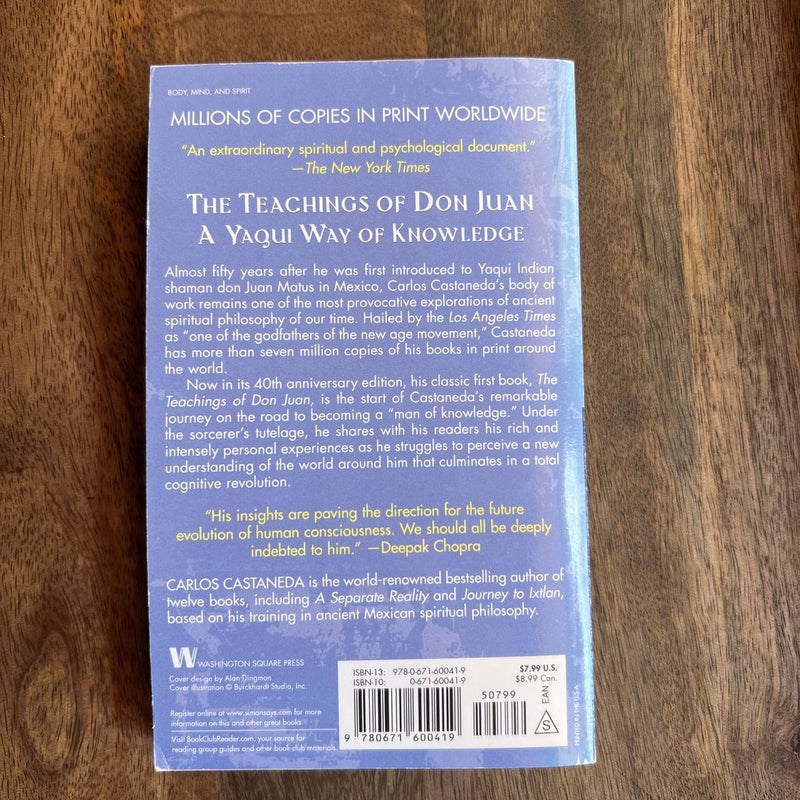 BODY, MIND, AND SPIRIT
MILLIONS OF COPIES IN PRINT WORLDWIDE
“An extraordinary spiritual and psychological document.”
—The New York Times
THE TEACHINGS OF DON JUAN
A YAQUI WAY OF KNOWLEDGE
Almost fifty years after he was first introduced to Yaqui Indian
shaman don Juan Matus in Mexico, Carlos Castaneda’s body of
work remains one of the most provocative explorations of ancient
spiritual philosophy of our time. Hailed by the Los Angeles Times
as “one of the godfathers of the new age movement,” Castaneda
has more than seven million copies of his books in print around
the world.
Now in its 40th anniversary edition, his classic first book, The
Teachings of Don Juan, is the start of Castaneda’s remarkable
journey on the road to becoming a “man of knowledge.” Under
the sorcerer’s tutelage, he shares with his readers his rich and
intensely personal experiences as he struggles to perceive a new
understanding of the world around him that culminates in a total
cognitive revolution.
“His insights are paving the direction for the future
evolution of human consciousness. We should all be deeply
indebted to him.” —Deepak Chopra
CARLOS CASTANEDA is the world-renowned bestselling author of
twelve books, including A Separate Reality and Journey to Ixtlan,
based on his training in ancient Mexican spiritual philosophy.
W WASHINGTON SQUARE PRESS
Cover design by Alan Dingman
Cover illustration © Burckhardt Studio, Inc.
Register online at www.simonsays.com for more
information on this and other great books.
Visit BookClubReader.com, your source for
reading group guides and other book club materials.
ISBN-13: 978-0-671-60041-9
ISBN-10: 0-671-60041-9
$7.99 U.S.
$8.99 Can.
50799
9 780671 600419
EAN
S
PRINTED IN THE U.S.A.